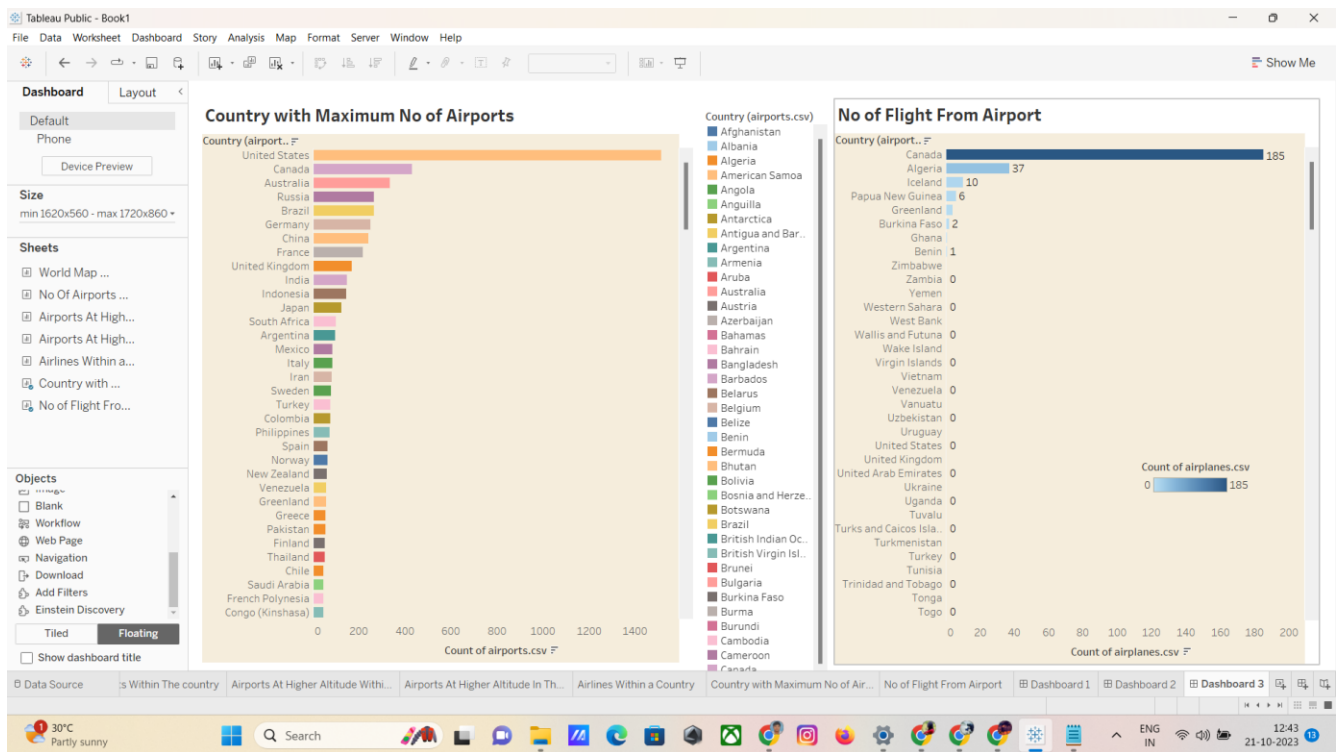 Tableau Public - Book1
File Data Worksheet Dashboard Story Analysis Map Format Server Window Help
Show Me
Dashboard Layout
Default
Phone
Device Preview
Size
min 1620x560 - max 1720x860
Sheets
World Map ...
No Of Airports ...
Airports At High...
Airports At High...
Airlines Within a...
Country with ...
No of Flight Fro...
Objects
Blank
Workflow
Web Page
Navigation
Download
Add Filters
Einstein Discovery
Tiled Floating
Show dashboard title
Country with Maximum No of Airports
Country (airport..
United States
Canada
Australia
Russia
Brazil
Germany
China
France
United Kingdom
India
Indonesia
Japan
South Africa
Argentina
Mexico
Italy
Iran
Sweden
Turkey
Colombia
Philippines
Spain
Norway
New Zealand
Venezuela
Greenland
Greece
Pakistan
Finland
Thailand
Chile
Saudi Arabia
French Polynesia
Congo (Kinshasa)
0 200 400 600 800 1000 1200 1400
Count of airports.csv
Country (airports.csv)
Afghanistan
Albania
Algeria
American Samoa
Angola
Anguilla
Antarctica
Antigua and Bar..
Argentina
Armenia
Aruba
Australia
Austria
Azerbaijan
Bahamas
Bahrain
Bangladesh
Barbados
Belarus
Belgium
Belize
Benin
Bermuda
Bhutan
Bolivia
Bosnia and Herze..
Botswana
Brazil
British Indian Oc..
British Virgin Isl..
Brunei
Bulgaria
Burkina Faso
Burma
Burundi
Cambodia
Cameroon
Canada
No of Flight From Airport
Country (airport..
Canada 185
Algeria 37
Iceland 10
Papua New Guinea 6
Greenland
Burkina Faso 2
Ghana
Benin 1
Zimbabwe
Zambia 0
Yemen
Western Sahara 0
West Bank
Wallis and Futuna 0
Wake Island
Virgin Islands 0
Vietnam
Venezuela 0
Vanuatu
Uzbekistan 0
Uruguay
United States 0
United Kingdom
United Arab Emirates 0
Ukraine
Uganda 0
Tuvalu
Turks and Caicos Isla.. 0
Turkmenistan
Turkey 0
Tunisia
Trinidad and Tobago 0
Tonga
Togo 0
0 20 40 60 80 100 120 140 160 180 200
Count of airplanes.csv
Count of airplanes.csv
0 185
Data Source :s Within The country Airports At Higher Altitude Withi... Airports At Higher Altitude In Th... Airlines Within a Country Country with Maximum No of Air... No of Flight From Airport Dashboard 1 Dashboard 2 Dashboard 3
1
30°C
Partly sunny
Search
ENG
IN
12:43
21-10-2023
13